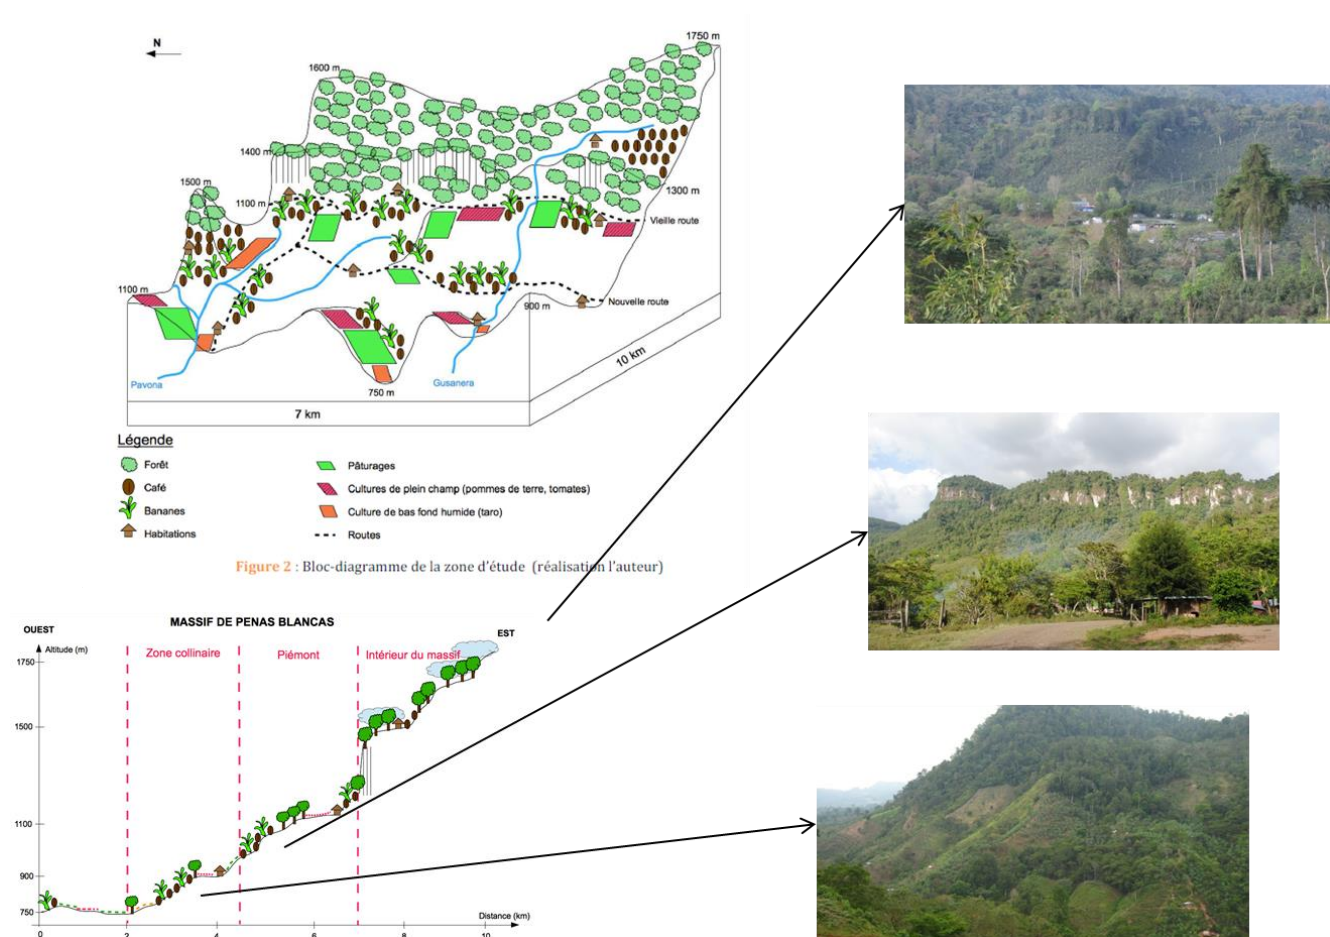 N
1750 m
1600 m
1400 m
1500 m
1100 m
1300 m
Vieille route
1100 m
Nouvelle route
900 m
10 km
Pavona
Gusanera
750 m
7 km
Légende
Forêt
Café
Bananes
Habitations
Pâturages
Cultures de plein champ (pommes de terre, tomates)
Culture de bas fond humide (taro)
Routes
Figure 2 : Bloc-diagramme de la zone d'étude (réalisation l'auteur)
MASSIF DE PENAS BLANCAS
OUEST
EST
Altitude (m)
Zone collinaire
Piémont
Intérieur du massif
1750
1500
1100
900
750
Distance (km)
0
2
4
6
8
10